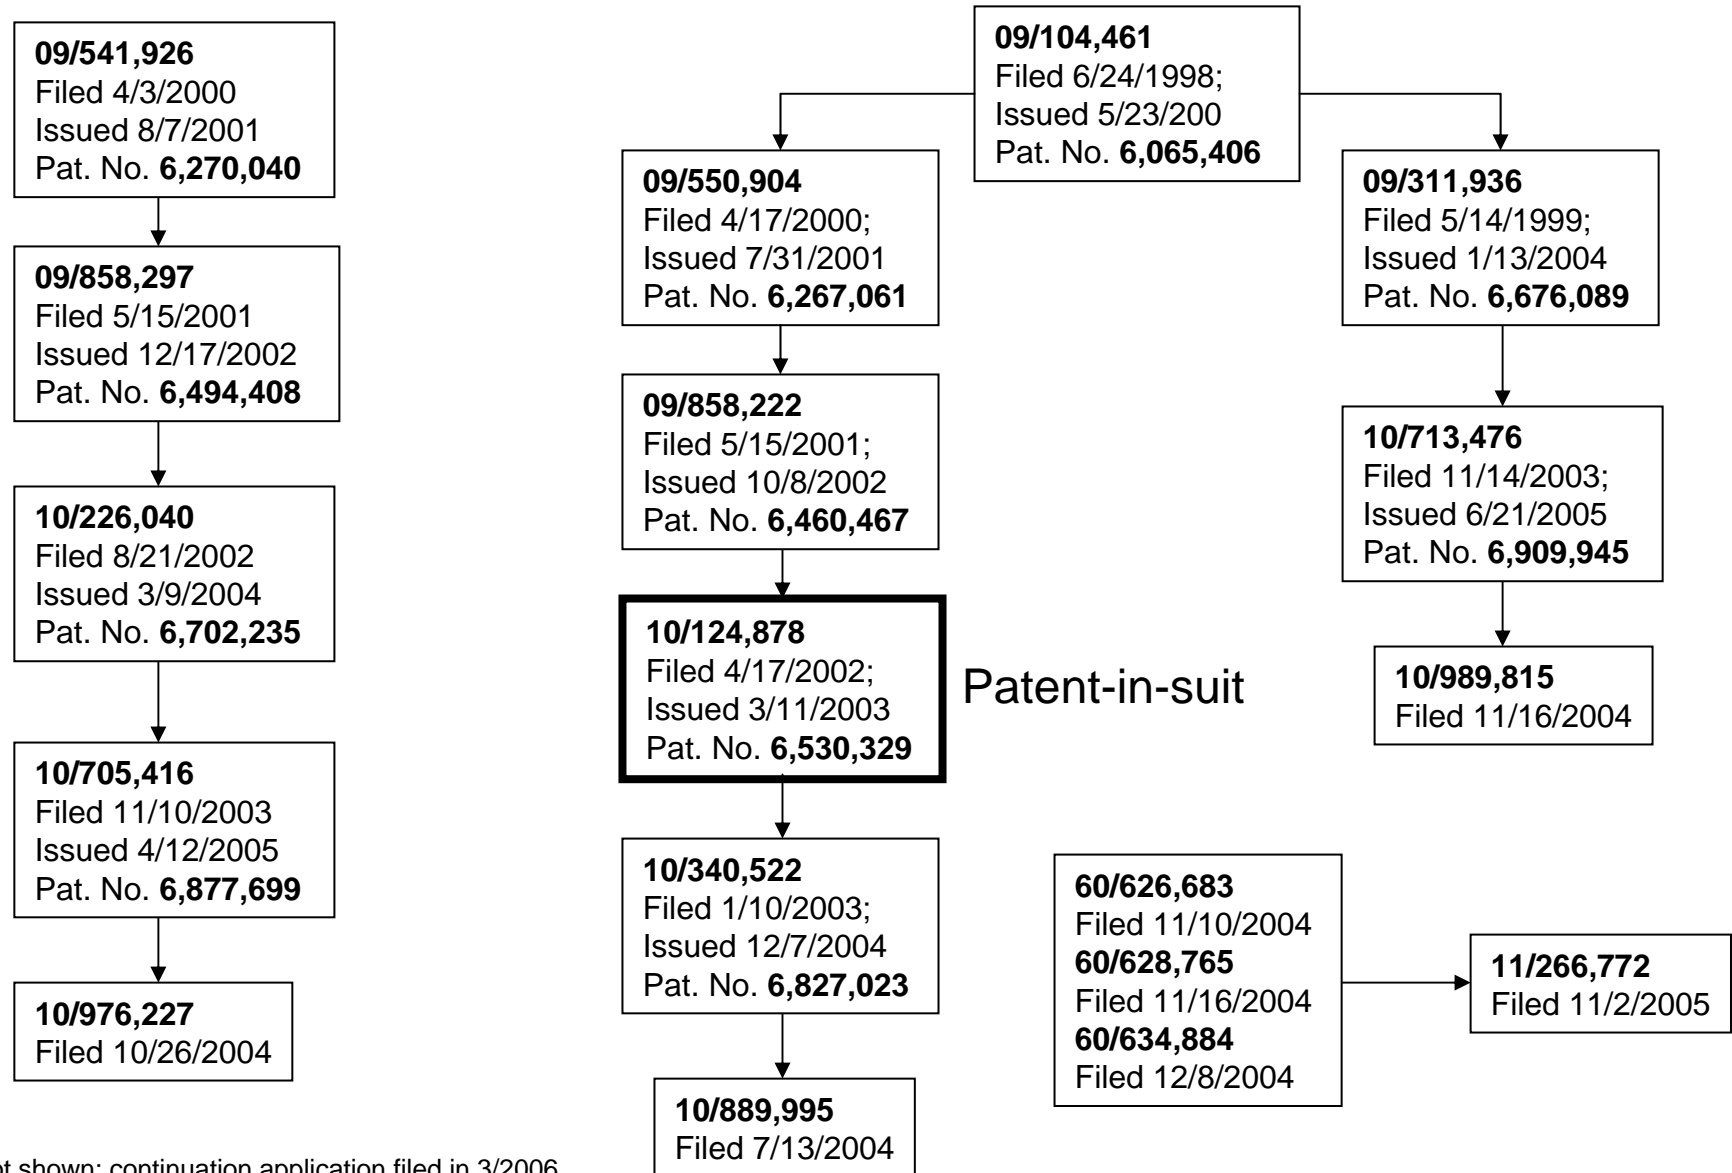 09/541,926
Filed 4/3/2000
Issued 8/7/2001
Pat. No. 6,270,040
09/858,297
Filed 5/15/2001
Issued 12/17/2002
Pat. No. 6,494,408
10/226,040
Filed 8/21/2002
Issued 3/9/2004
Pat. No. 6,702,235
10/705,416
Filed 11/10/2003
Issued 4/12/2005
Pat. No. 6,877,699
10/976,227
Filed 10/26/2004
09/104,461
Filed 6/24/1998;
Issued 5/23/200
Pat. No. 6,065,406
09/550,904
Filed 4/17/2000;
Issued 7/31/2001
Pat. No. 6,267,061
09/858,222
Filed 5/15/2001;
Issued 10/8/2002
Pat. No. 6,460,467
10/124,878
Filed 4/17/2002;
Issued 3/11/2003
Pat. No. 6,530,329
Patent-in-suit
10/340,522
Filed 1/10/2003;
Issued 12/7/2004
Pat. No. 6,827,023
10/889,995
Filed 7/13/2004
09/311,936
Filed 5/14/1999;
Issued 1/13/2004
Pat. No. 6,676,089
10/713,476
Filed 11/14/2003;
Issued 6/21/2005
Pat. No. 6,909,945
10/989,815
Filed 11/16/2004
60/626,683
Filed 11/10/2004
60/628,765
Filed 11/16/2004
60/634,884
Filed 12/8/2004
11/266,772
Filed 11/2/2005
shown: continuation application filed in 3/2006